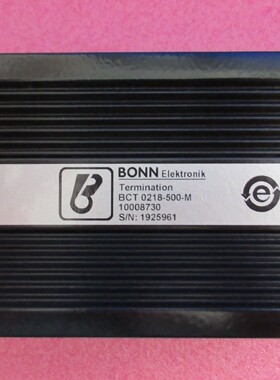 BONN Elektronik
Termination
BCT 0218-500-M
10008730
S/N: 1925961